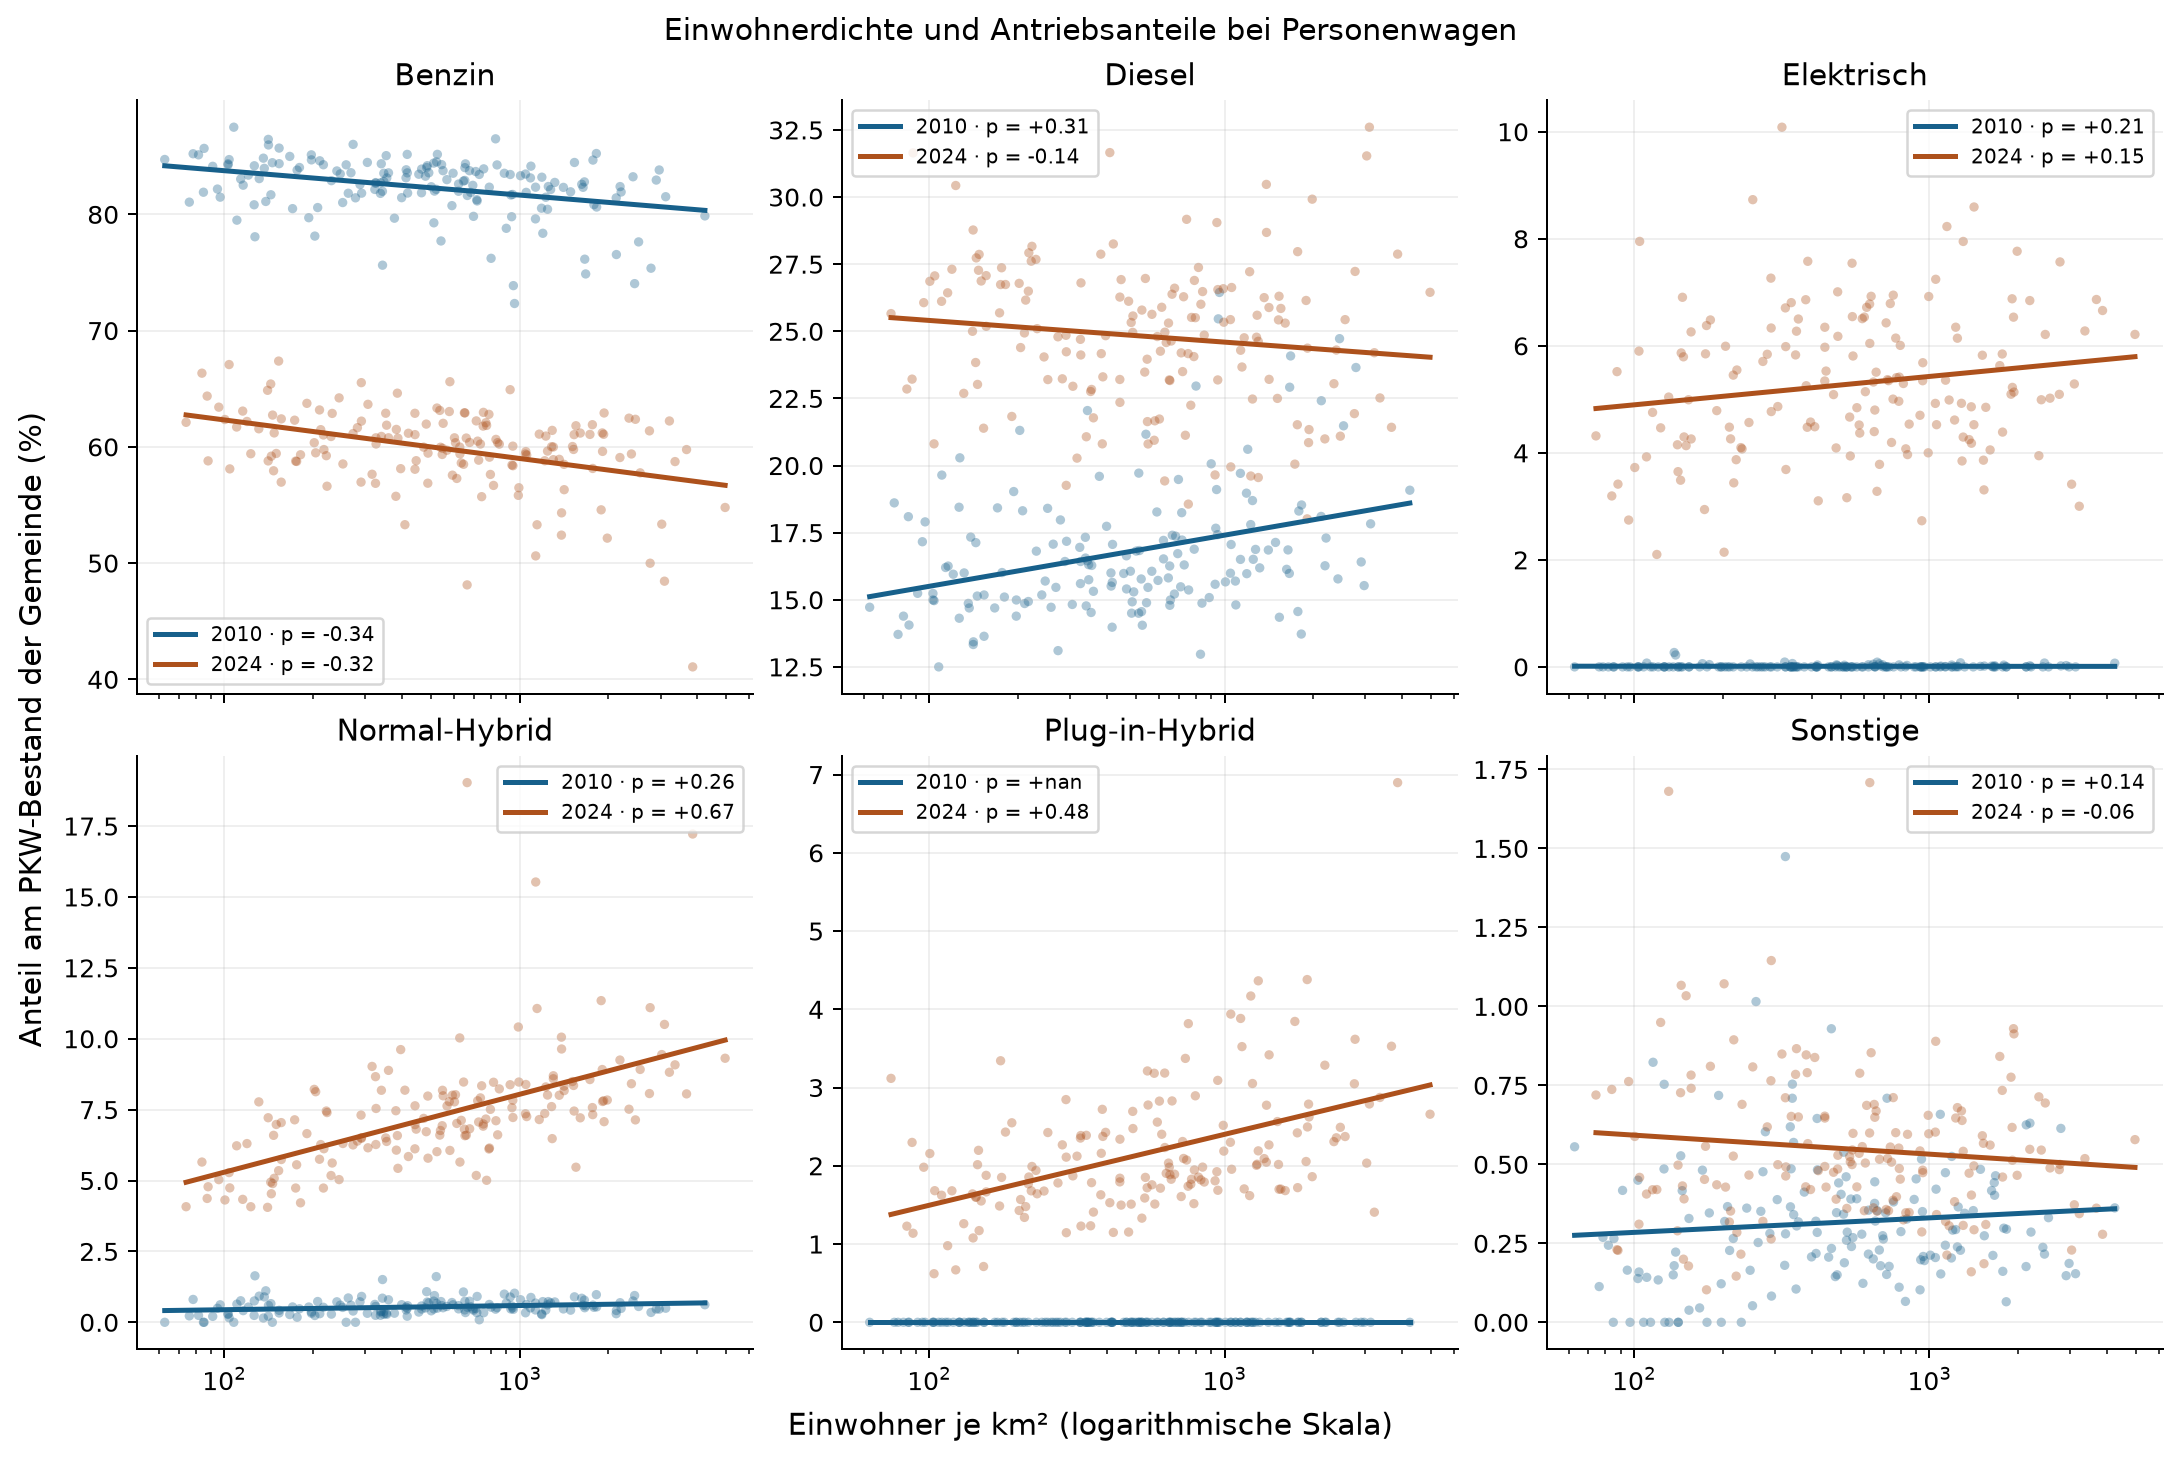 Einwohnerdichte und Antriebsanteile bei Personenwagen
Benzin
80
70
60
50
40
2010 · p = -0.34
2024 · p = -0.32
Diesel
32.5
30.0
27.5
25.0
22.5
20.0
17.5
15.0
12.5
2010 · p = +0.31
2024 · p = -0.14
Elektrisch
10
8
6
4
2
0
2010 · p = +0.21
2024 · p = +0.15
Anteil am PKW-Bestand der Gemeinde (%)
Normal-Hybrid
17.5
15.0
12.5
10.0
7.5
5.0
2.5
0.0
2010 · p = +0.26
2024 · p = +0.67
10²
10³
Plug-in-Hybrid
7
6
5
4
3
2
1
0
2010 · p = +nan
2024 · p = +0.48
10²
10³
Sonstige
1.75
1.50
1.25
1.00
0.75
0.50
0.25
0.00
2010 · p = +0.14
2024 · p = -0.06
10²
10³
Einwohner je km² (logarithmische Skala)